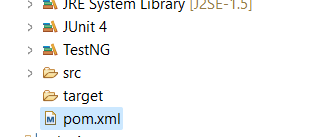 JRE System Library [J2SE-1.5]
JUnit 4
TestNG
src
target
pom.xml